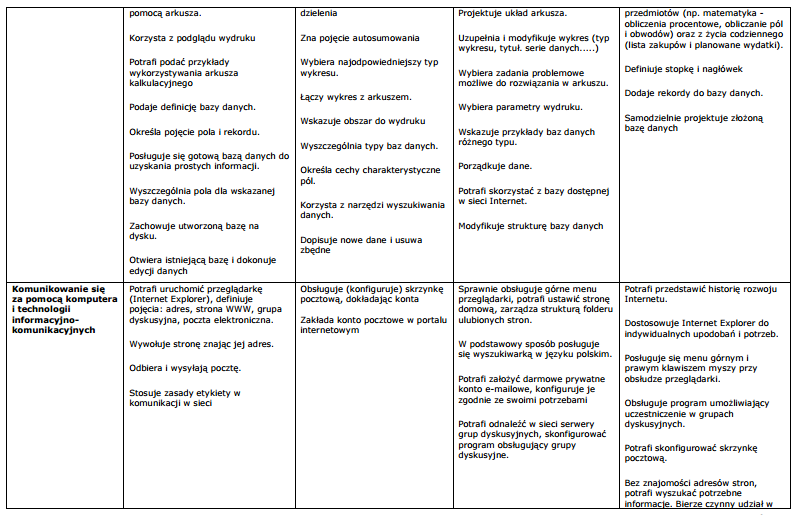 pomocą arkusza.
Korzysta z podglądu wydruku
Potrafi podać przykłady
wykorzystywania arkusza
kalkulacyjnego
Podaje definicję bazy danych.
Określa pojęcie pola i rekordu.
Posługuje się gotową bazą danych do
uzyskania prostych informacji.
Wyszczególnia pola dla wskazanej
bazy danych.
Zachowuje utworzoną bazę na
dysku.
Otwiera istniejącą bazę i dokonuje
edycji danych
dzielenia
Zna pojęcie autosumowania
Wybiera najodpowiedniejszy typ
wykresu.
Łączy wykres z arkuszem.
Wskazuje obszar do wydruku
Wyszczególnia typy baz danych.
Określa cechy charakterystyczne
pól.
Korzysta z narzędzi wyszukiwania
danych.
Dopisuje nowe dane i usuwa
zbędne
Projektuje układ arkusza.
Uzupełnia i modyfikuje wykres (typ
wykresu, tytuł. serie danych.....)
Wybiera zadania problemowe
możliwe do rozwiązania w arkuszu.
Wybiera parametry wydruku.
Wskazuje przykłady baz danych
różnego typu.
Porządkuje dane.
Potrafi skorzystać z bazy dostępnej
w sieci Internet.
Modyfikuje strukturę bazy danych
przedmiotów (np. matematyka -
obliczenia procentowe, obliczanie pól
i obwodów) oraz z życia codziennego
(lista zakupów i planowane wydatki).
Definiuje stopkę i nagłówek
Dodaje rekordy do bazy danych.
Samodzielnie projektuje złożoną
bazę danych
Komunikowanie się
za pomocą komputera
i technologii
informacyjno-
komunikacyjnych
Potrafi uruchomić przeglądarkę
(Internet Explorer), definiuje
pojęcia: adres, strona WWW, grupa
dyskusyjna, poczta elektroniczna.
Wywołuje stronę znając jej adres.
Odbiera i wysyłają pocztę.
Stosuje zasady etykiety w
komunikacji w sieci
Obsługuje (konfiguruje) skrzynkę
pocztową, dokładając konta
Zakłada konto pocztowe w portalu
internetowym
Sprawnie obsługuje górne menu
przeglądarki, potrafi ustawić stronę
domową, zarządza strukturą folderu
ulubionych stron.
W podstawowy sposób posługuje
się wyszukiwarką w języku polskim.
Potrafi założyć darmowe prywatne
konto e-mailowe, konfiguruje je
zgodnie ze swoimi potrzebami
Potrafi odnaleźć w sieci serwery
grup dyskusyjnych, skonfigurować
program obsługujący grupy
dyskusyjne.
Potrafi przedstawić historię rozwoju
Internetu.
Dostosowuje Internet Explorer do
indywidualnych upodobań i potrzeb.
Posługuje się menu górnym i
prawym klawiszem myszy przy
obsłudze przeglądarki.
Obsługuje program umożliwiający
uczestniczenie w grupach
dyskusyjnych.
Potrafi skonfigurować skrzynkę
pocztową.
Bez znajomości adresów stron,
potrafi wyszukać potrzebne
informacje. Bierze czynny udział w